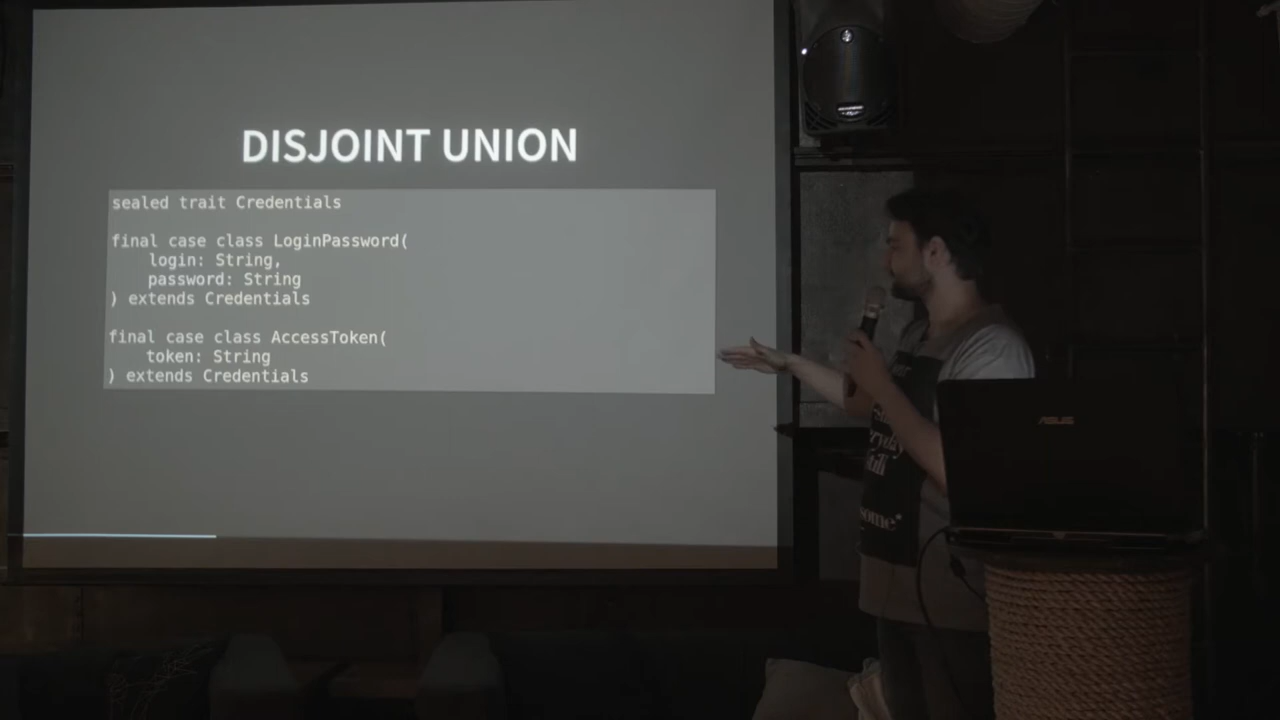 DISJOINT UNION
sealed trait Credentials
final case class LoginPassword(
login: String,
password: String
) extends Credentials
final case class AccessToken(
token: String
) extends Credentials
ASUS